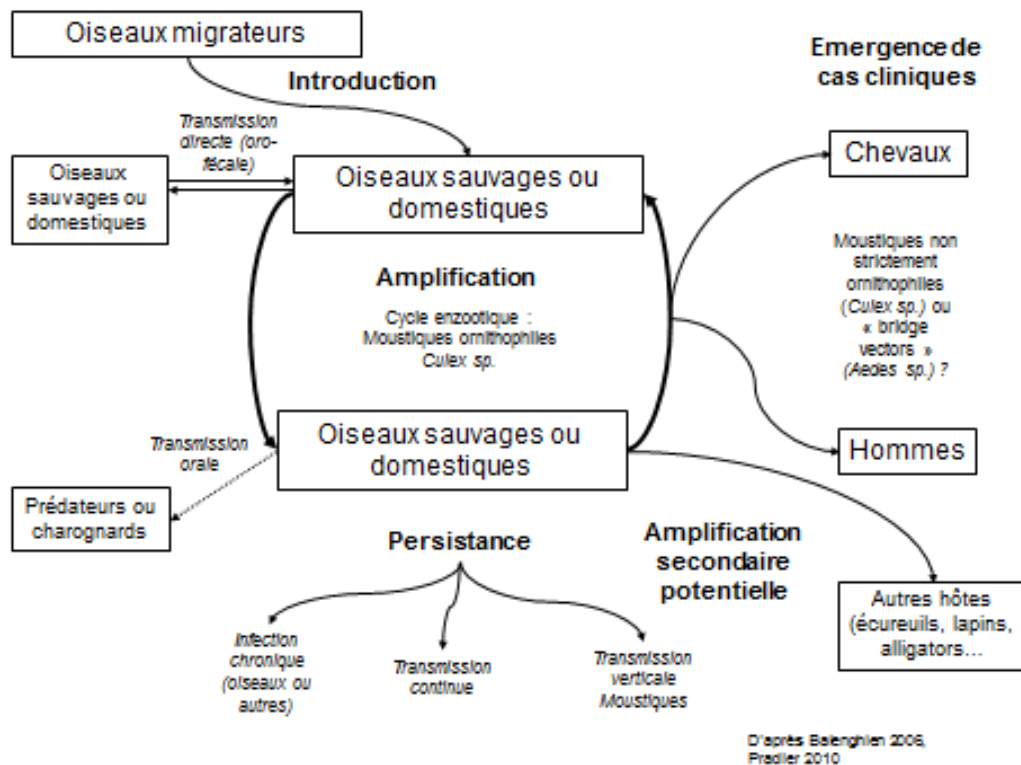 Oiseaux migrateurs
Introduction
Emergence de
cas cliniques
Transmission
directe (oro-
fécale)
Oiseaux
sauvages ou
domestiques
Oiseaux sauvages ou
domestiques
Chevaux
Amplification
Cycle enzootique :
Moustiques ornithophiles
Culex sp.
Moustiques non
strictement
ornithophiles
(Culex sp.) ou
« bridge
vectors »
(Aedes sp.) ?
Oiseaux sauvages ou
domestiques
Hommes
Transmission
orale
Prédateurs ou
charognards
Persistance
Amplification
secondaire
potentielle
Autres hôtes
(écureuils, lapins,
alligators...
Infection
chronique
(oiseaux ou
autres)
Transmission
continue
Transmission
verticale
Moustiques
D'après Balenghien 2006,
Pradier 2010